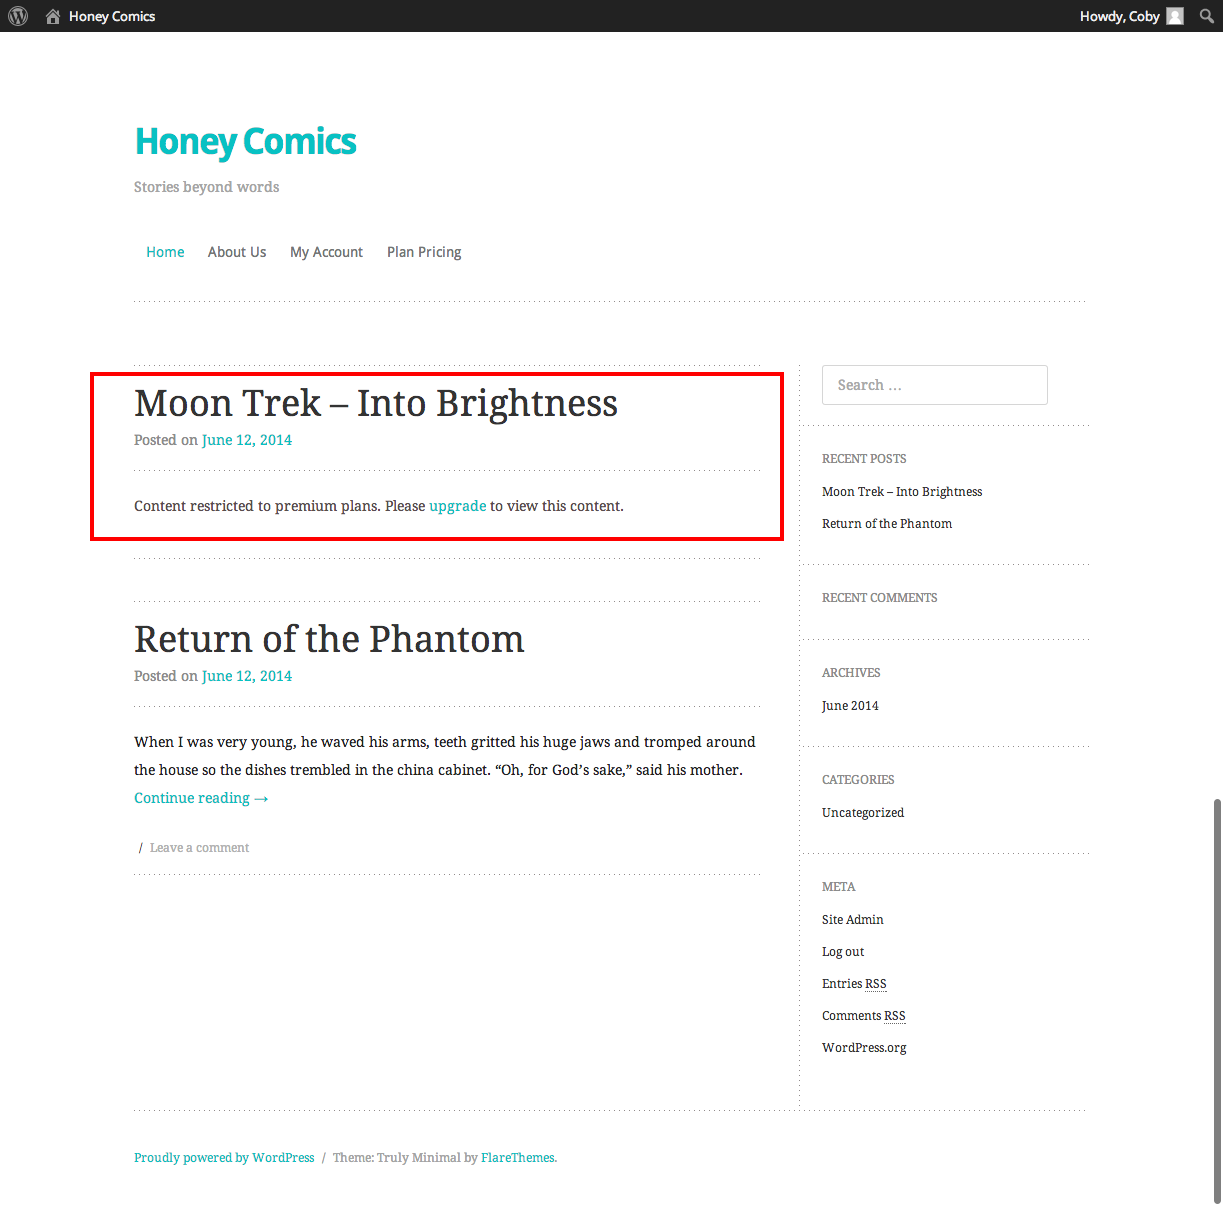 Honey Comics
Howdy, Coby
Honey Comics
Stories beyond words
Home About Us My Account Plan Pricing
Moon Trek – Into Brightness
Posted on June 12, 2014
Content restricted to premium plans. Please upgrade to view this content.
Return of the Phantom
Posted on June 12, 2014
When I was very young, he waved his arms, teeth gritted his huge jaws and tromped around
the house so the dishes trembled in the china cabinet. “Oh, for God’s sake,” said his mother.
Continue reading →
/ Leave a comment
Search …
RECENT POSTS
Moon Trek – Into Brightness
Return of the Phantom
RECENT COMMENTS
ARCHIVES
June 2014
CATEGORIES
Uncategorized
META
Site Admin
Log out
Entries RSS
Comments RSS
WordPress.org
Proudly powered by WordPress / Theme: Truly Minimal by FlareThemes.